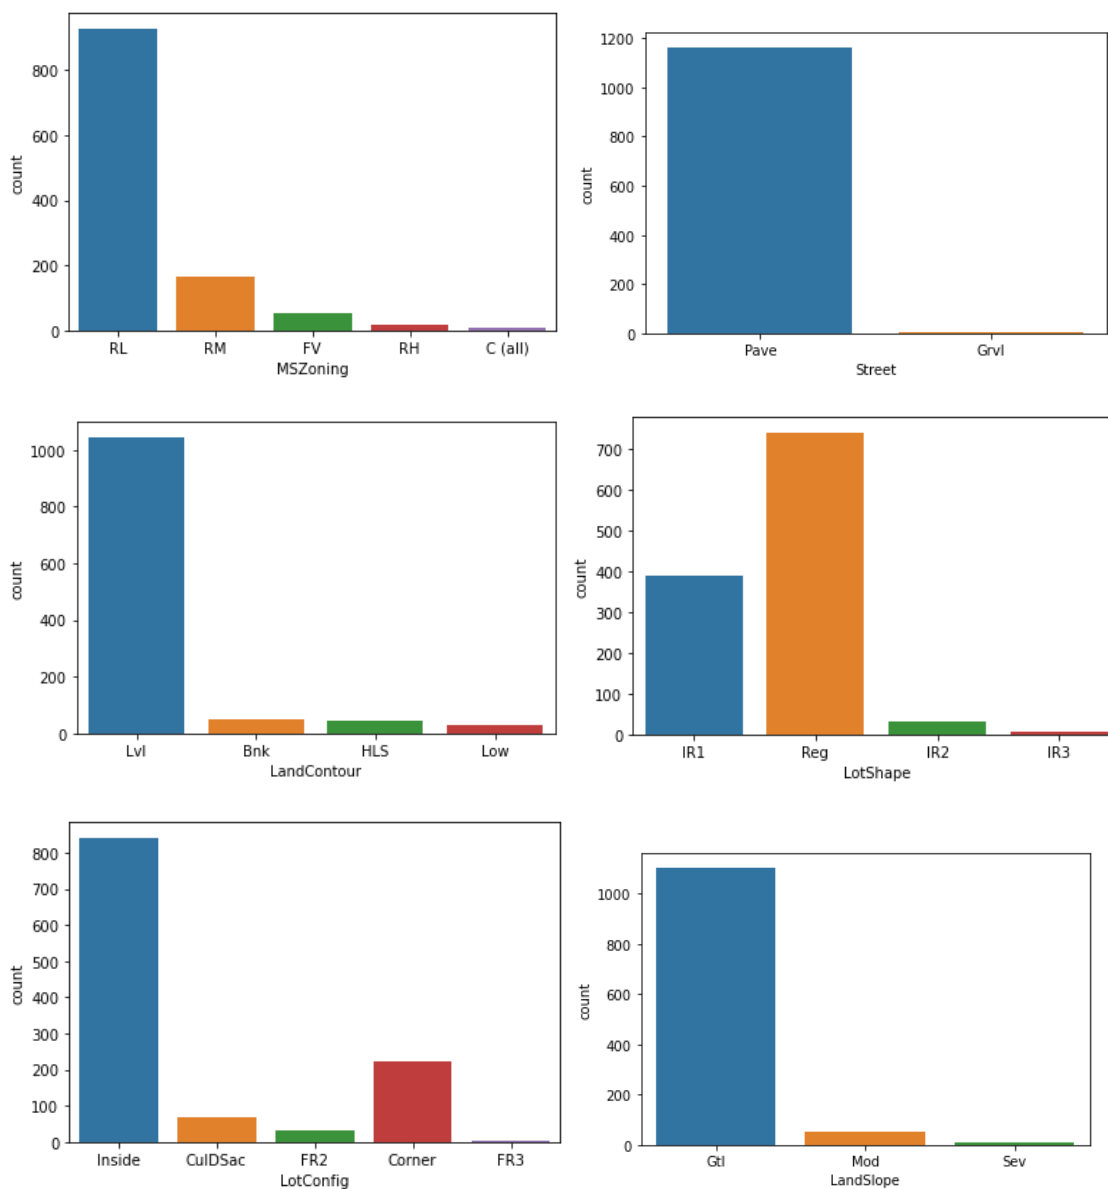 800
600
400
200
0
count
RL RM FV RH C (all)
MSZoning
1200
1000
800
600
400
200
0
count
Pave Grvl
Street
1000
800
600
400
200
0
count
Lvl Bnk HLS Low
LandContour
700
600
500
400
300
200
100
0
count
IR1 Reg IR2 IR3
LotShape
800
700
600
500
400
300
200
100
0
count
Inside CulDSac FR2 Corner FR3
LotConfig
1000
800
600
400
200
0
count
Gtl Mod Sev
LandSlope